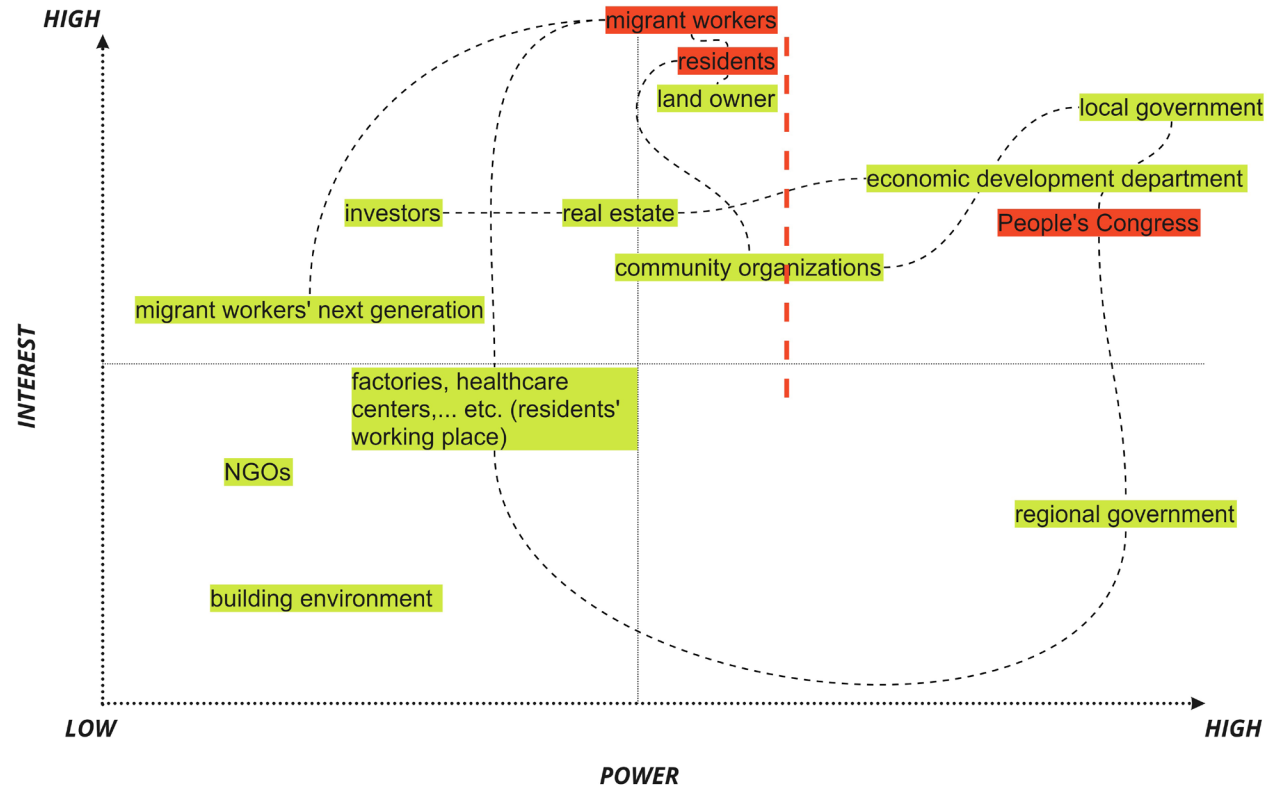 HIGH
migrant workers
residents
land owner
local government
economic development department
investors
real estate
People's Congress
community organizations
migrant workers' next generation
INTEREST
factories, healthcare
centers,... etc. (residents'
working place)
NGOs
regional government
building environment
LOW
HIGH
POWER